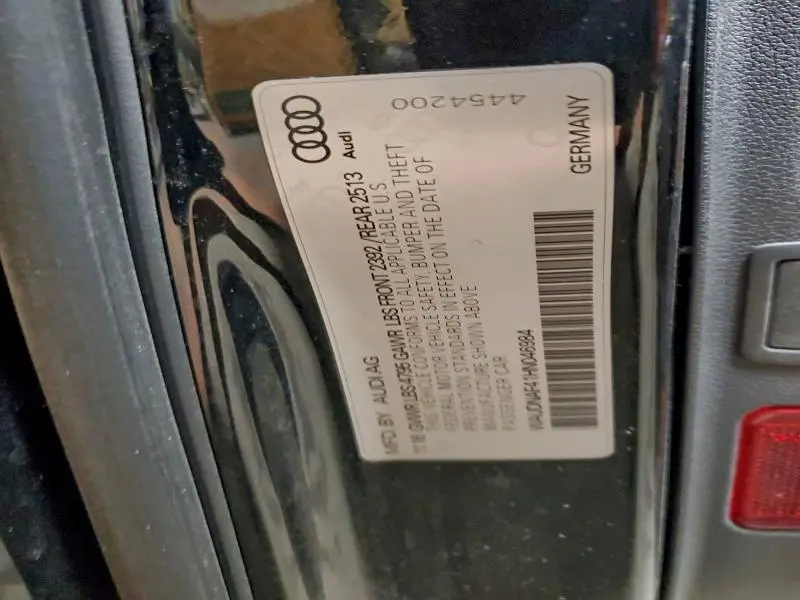 Audi
MFD BY AUDI AG
11 16 GVWR LBS 4795 GAWR LBS FRONT 2392 / REAR 2513
THIS VEHICLE CONFORMS TO ALL APPLICABLE U.S.
FEDERAL MOTOR VEHICLE SAFETY, BUMPER AND THEFT
PREVENTION STANDARDS IN EFFECT ON THE DATE OF
MANUFACTURE SHOWN ABOVE
PASSENGER CAR
WAUDNAF41HN046984
GERMANY
4454200